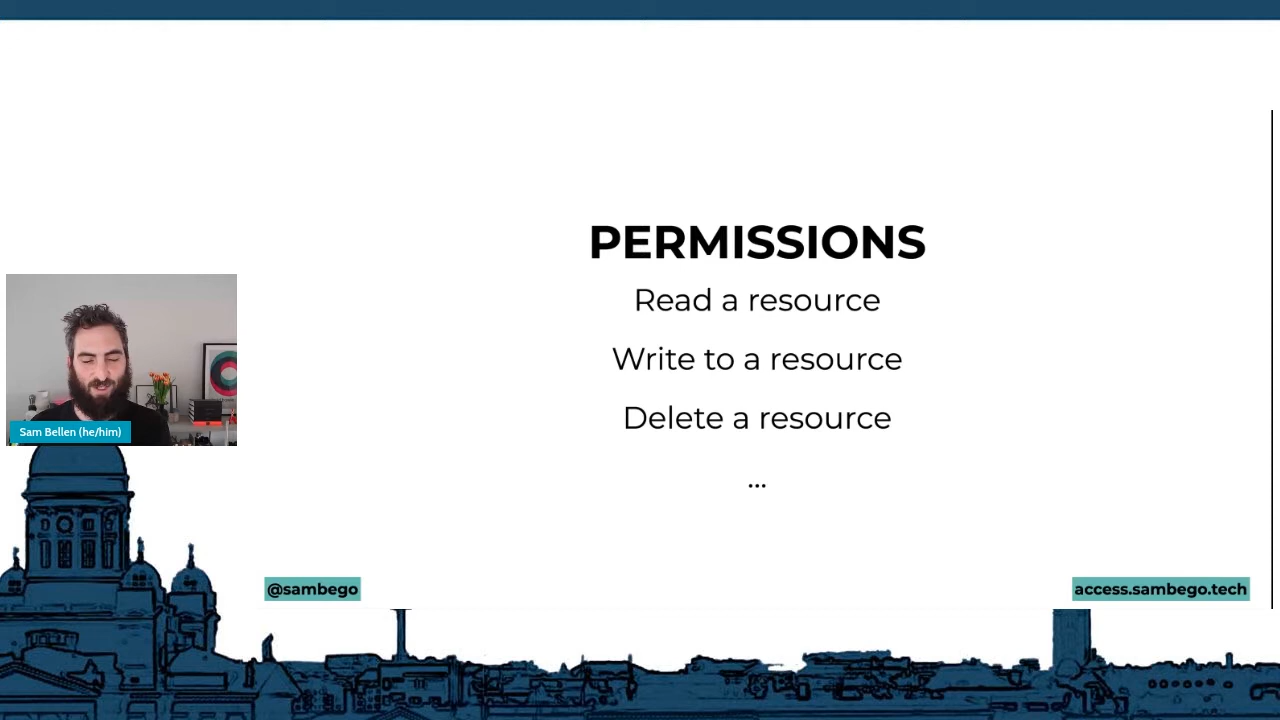 PERMISSIONS
Read a resource
Write to a resource
Delete a resource
...
Sam Bellen (he/him)
@sambego
access.sambego.tech